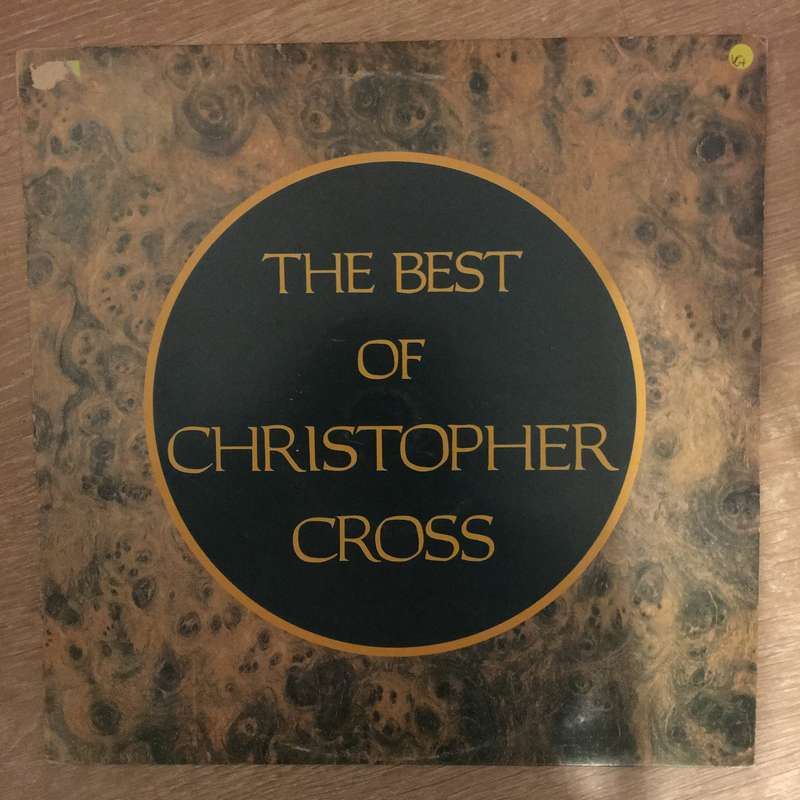 THE BEST
OF
CHRISTOPHER
CROSS